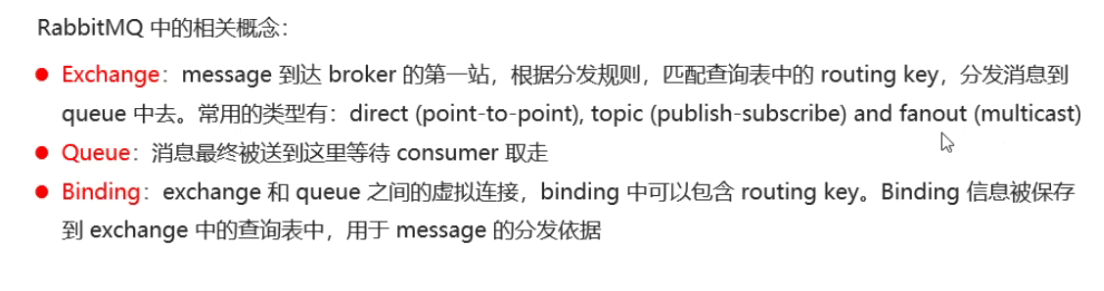 RabbitMQ 中的相关概念：
Exchange：message 到达 broker 的第一站，根据分发规则，匹配查询表中的 routing key，分发消息到
queue 中去。常用的类型有：direct (point-to-point), topic (publish-subscribe) and fanout (multicast)
Queue：消息最终被送到这里等待 consumer 取走
Binding：exchange 和 queue 之间的虚拟连接，binding 中可以包含 routing key。Binding 信息被保存
到 exchange 中的查询表中，用于 message 的分发依据